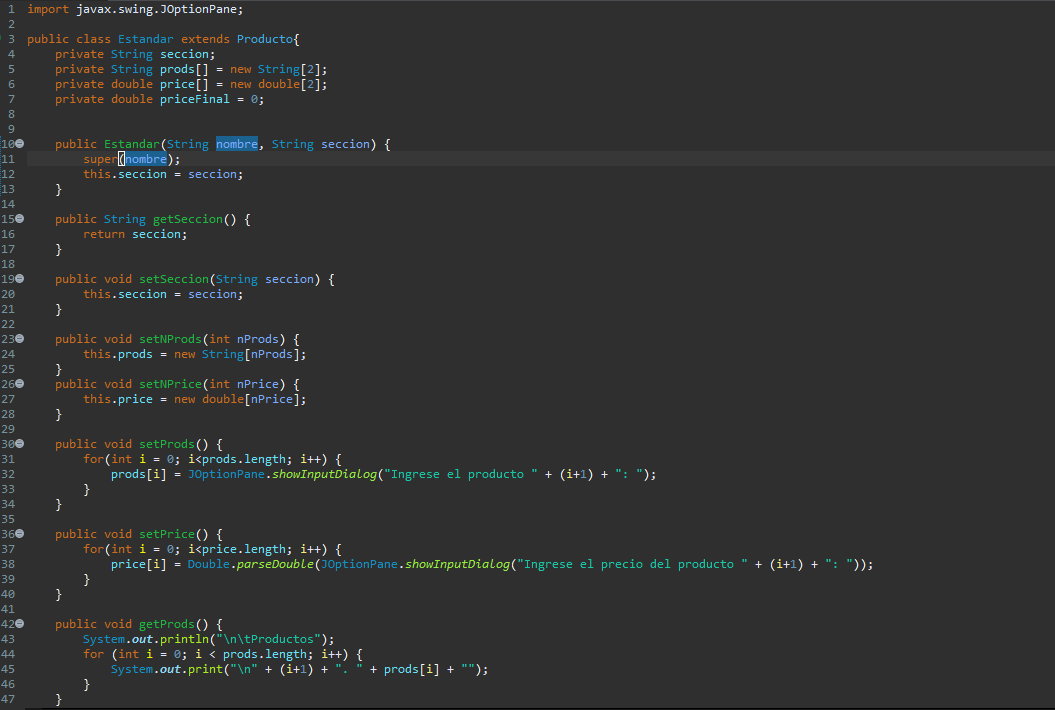 1 import javax.swing.JOptionPane;
2
3 public class Estandar extends Producto{
4     private String seccion;
5     private String prods[] = new String[2];
6     private double price[] = new double[2];
7     private double priceFinal = 0;
8
9
10     public Estandar(String nombre, String seccion) {
11         super(nombre);
12         this.seccion = seccion;
13     }
14
15     public String getSeccion() {
16         return seccion;
17     }
18
19     public void setSeccion(String seccion) {
20         this.seccion = seccion;
21     }
22
23     public void setNProds(int nProds) {
24         this.prods = new String[nProds];
25     }
26     public void setNPrice(int nPrice) {
27         this.price = new double[nPrice];
28     }
29
30     public void setProds() {
31         for(int i = 0; i<prods.length; i++) {
32             prods[i] = JOptionPane.showInputDialog("Ingrese el producto " + (i+1) + ": ");
33         }
34     }
35
36     public void setPrice() {
37         for(int i = 0; i<price.length; i++) {
38             price[i] = Double.parseDouble(JOptionPane.showInputDialog("Ingrese el precio del producto " + (i+1) + ": "));
39         }
40     }
41
42     public void getProds() {
43         System.out.println("\n\tProductos");
44         for (int i = 0; i < prods.length; i++) {
45             System.out.print("\n" + (i+1) + ". " + prods[i] + "");
46         }
47     }